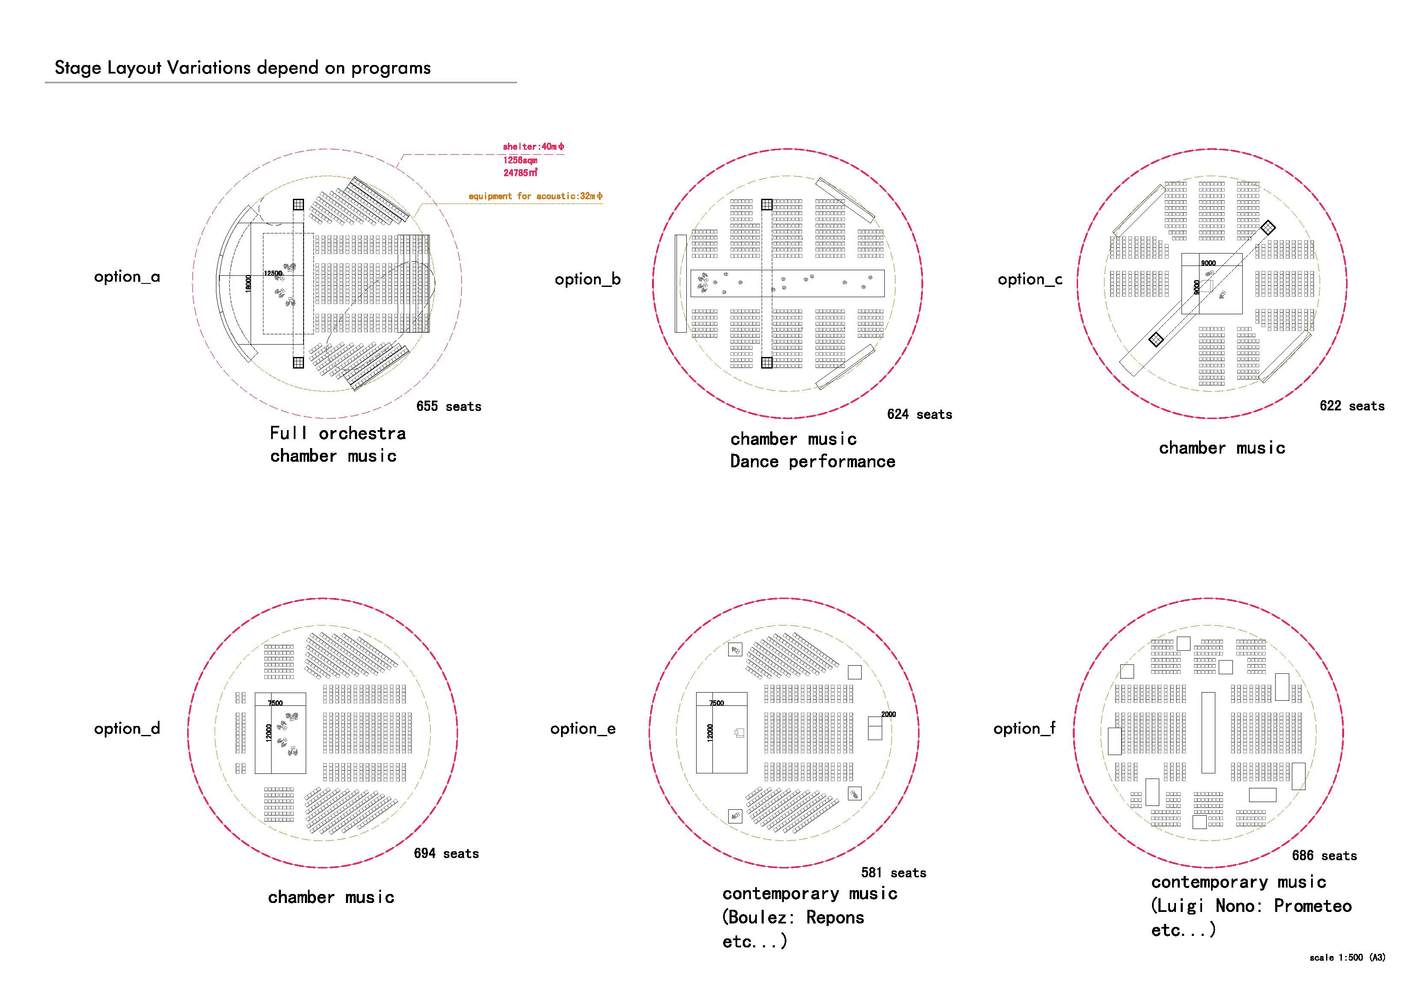 Stage Layout Variations depend on programs
shelter:40mφ
1256sqm
24785㎥
equipment for acoustic:32mφ
option_a
12500
18000
655 seats
Full orchestra
chamber music
option_b
624 seats
chamber music
Dance performance
option_c
9000
9000
622 seats
chamber music
option_d
7500
12000
694 seats
chamber music
option_e
7500
12000
2000
581 seats
contemporary music
(Boulez: Repons
etc...)
option_f
686 seats
contemporary music
(Luigi Nono: Prometeo
etc...)
scale 1:500 (A3)